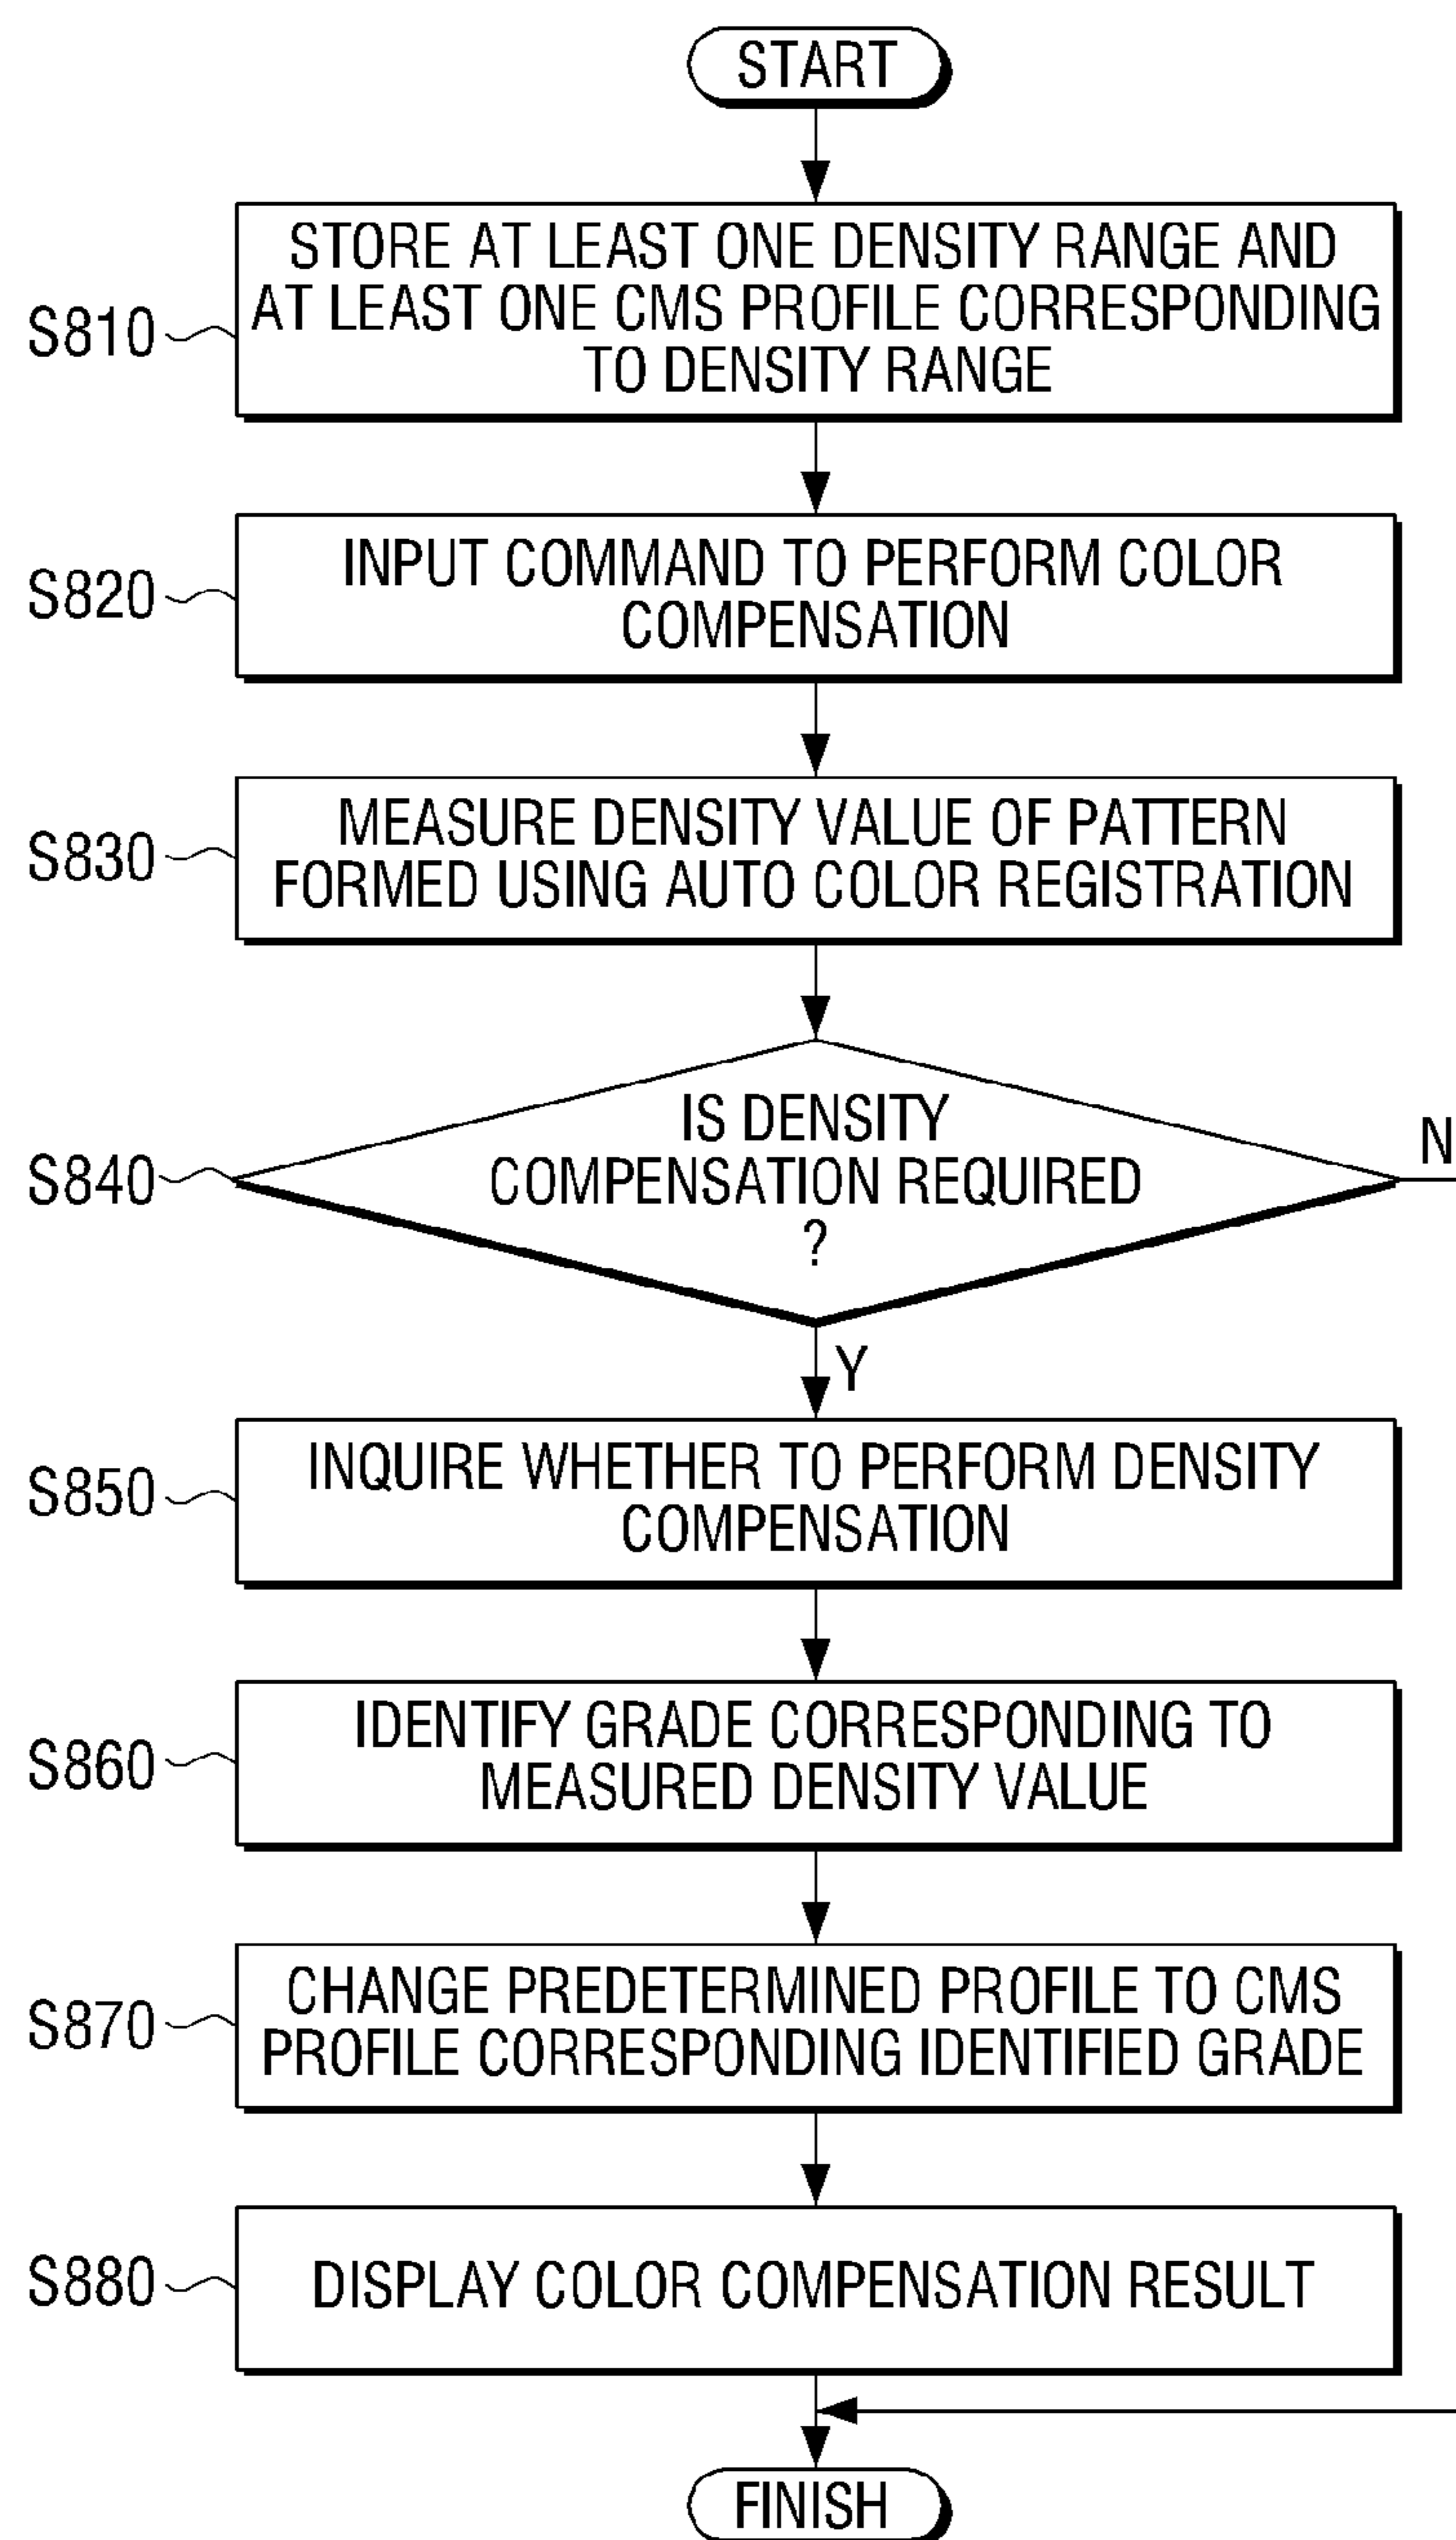 START
S810
STORE AT LEAST ONE DENSITY RANGE AND
AT LEAST ONE CMS PROFILE CORRESPONDING
TO DENSITY RANGE
S820
INPUT COMMAND TO PERFORM COLOR
COMPENSATION
S830
MEASURE DENSITY VALUE OF PATTERN
FORMED USING AUTO COLOR REGISTRATION
S840
IS DENSITY
COMPENSATION REQUIRED
?
N
Y
S850
INQUIRE WHETHER TO PERFORM DENSITY
COMPENSATION
S860
IDENTIFY GRADE CORRESPONDING TO
MEASURED DENSITY VALUE
S870
CHANGE PREDETERMINED PROFILE TO CMS
PROFILE CORRESPONDING IDENTIFIED GRADE
S880
DISPLAY COLOR COMPENSATION RESULT
FINISH